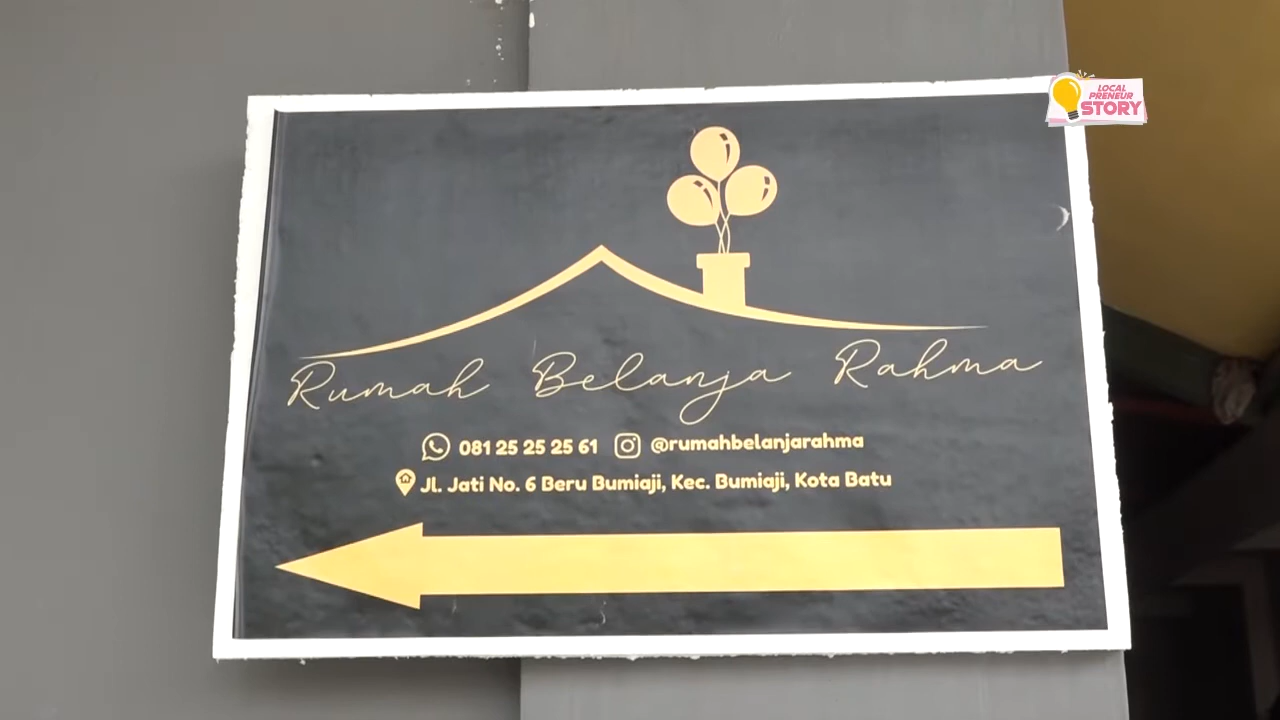 LOCAL
PRENEUR
STORY
Rumah Belanja Rahma
081 25 25 25 61 @rumahbelanjarahma
Jl. Jati No. 6 Beru Bumiaji, Kec. Bumiaji, Kota Batu